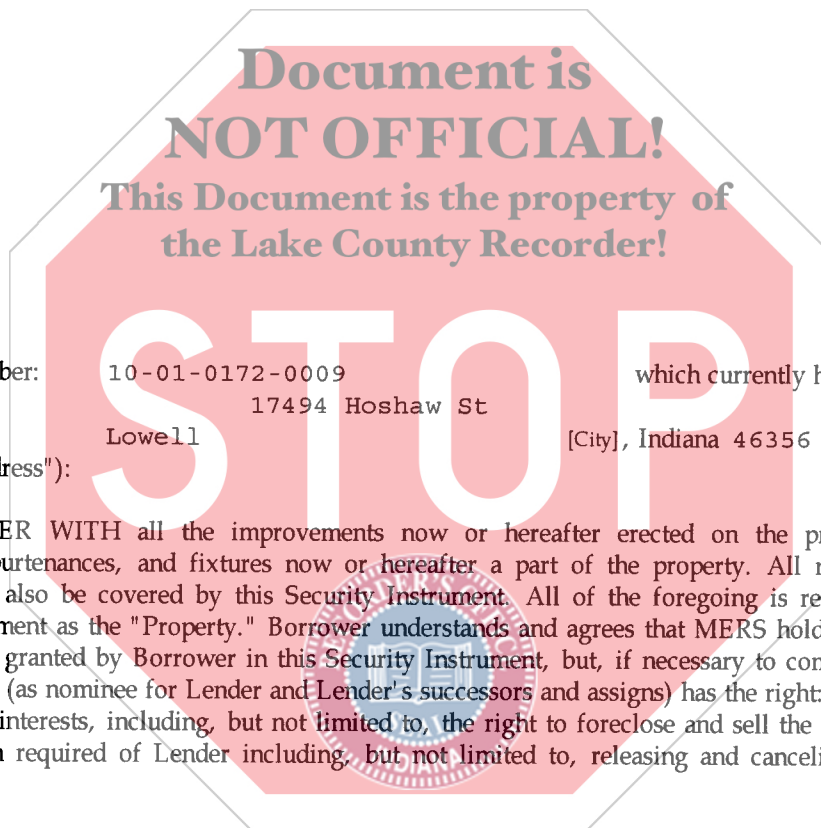 Document is
NOT OFFICIAL!
This Document is the property of
the Lake County Recorder!
STOP
ber: 10-01-0172-0009 which currently h
17494 Hoshaw St
Lowell [City], Indiana 46356
dress"):
ER WITH all the improvements now or hereafter erected on the pr
urtenances, and fixtures now or hereafter a part of the property. All r
also be covered by this Security Instrument. All of the foregoing is re
ment as the "Property." Borrower understands and agrees that MERS hold
granted by Borrower in this Security Instrument, but, if necessary to com
(as nominee for Lender and Lender's successors and assigns) has the right:
interests, including, but not limited to, the right to foreclose and sell the
n required of Lender including, but not limited to, releasing and canceli
INDIANA